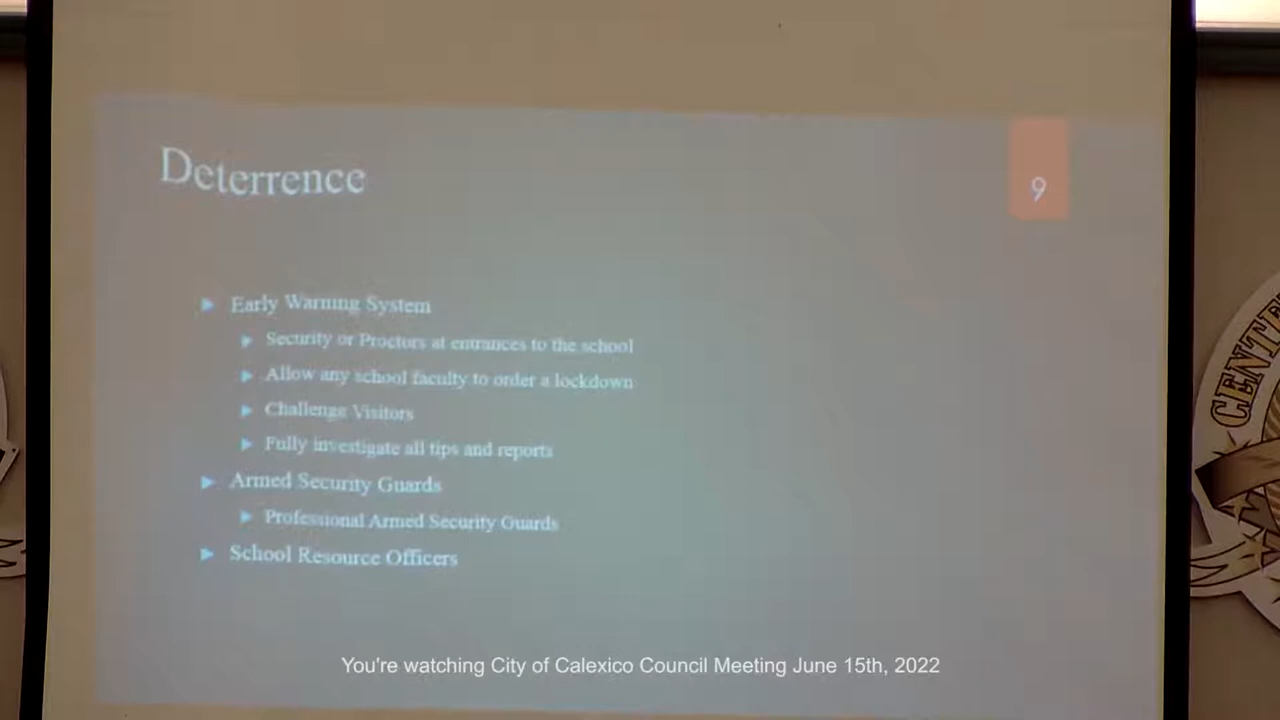 Deterrence
9
Early Warning System
Security or Proctors at entrances to the school
Allow any school faculty to order a lockdown
Challenge Visitors
Fully investigate all tips and reports
Armed Security Guards
Professional Armed Security Guards
School Resource Officers
You're watching City of Calexico Council Meeting June 15th, 2022